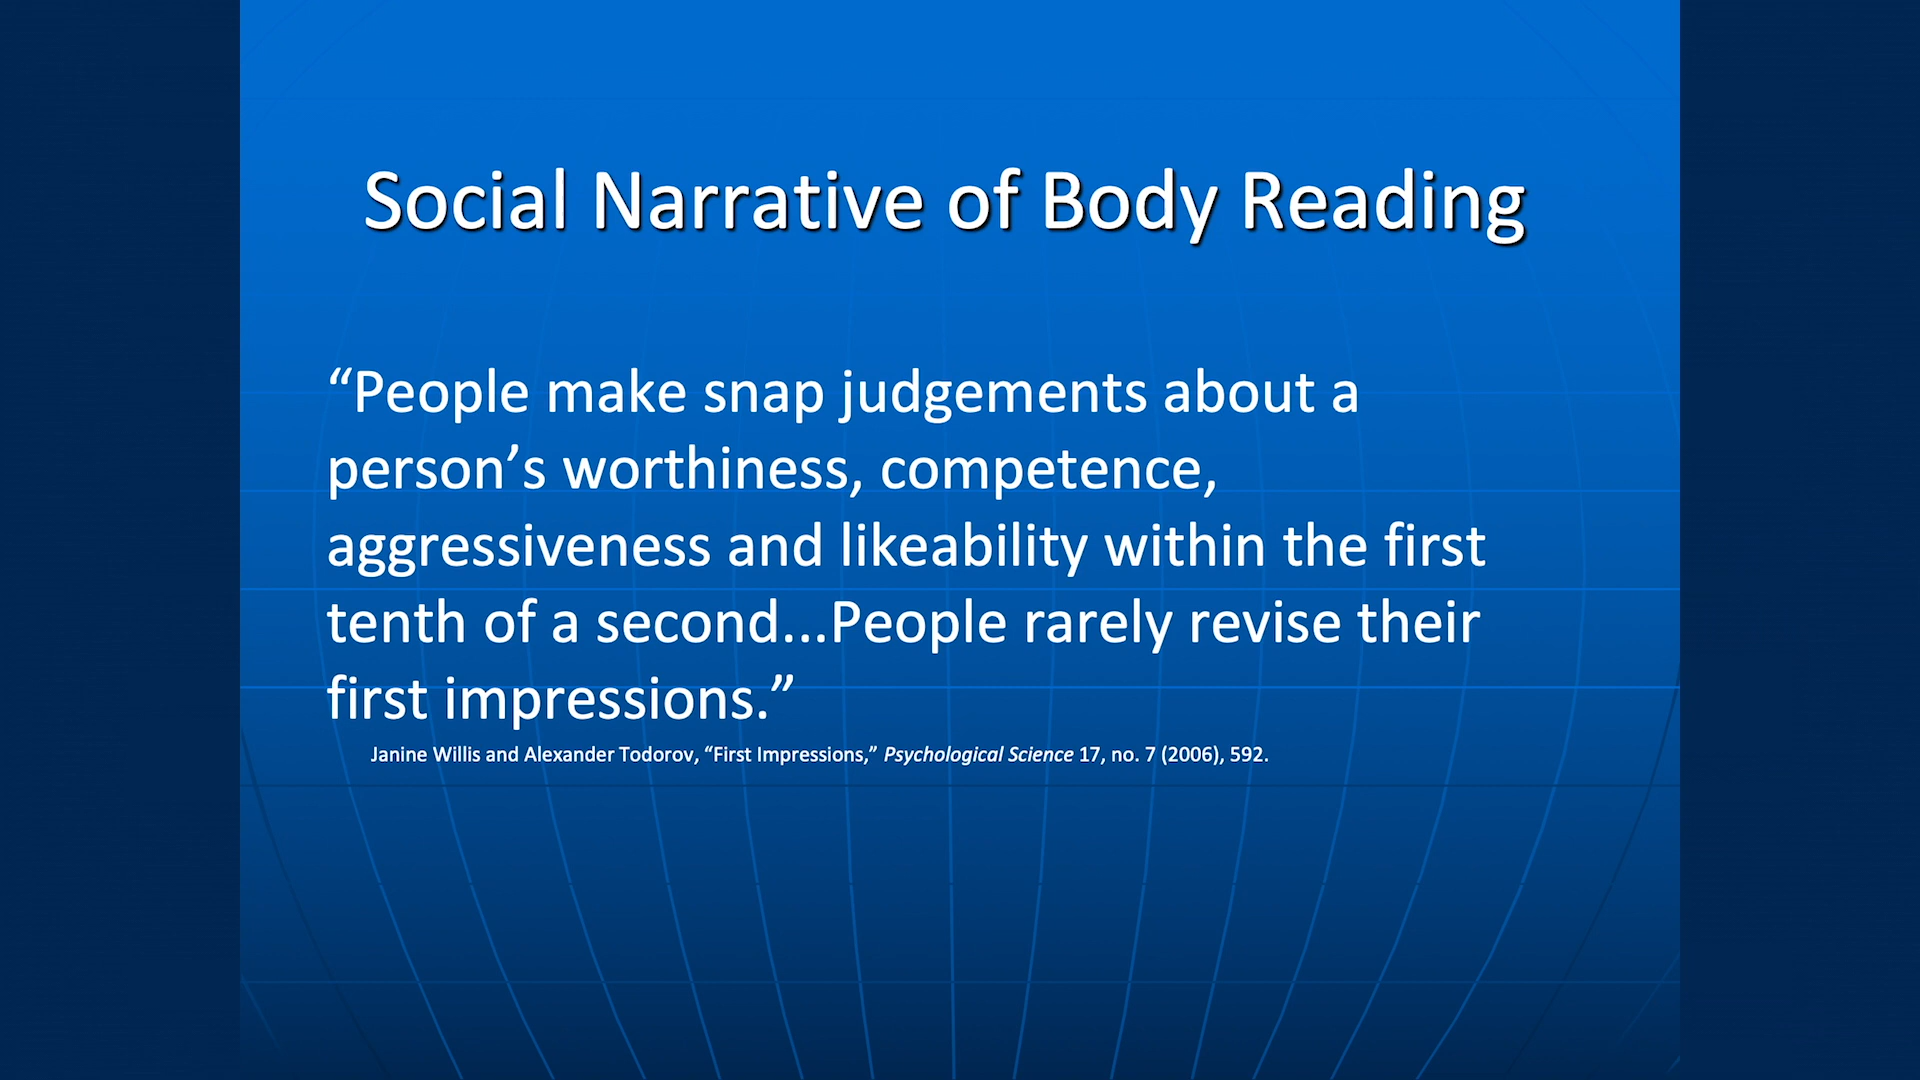 Social Narrative of Body Reading
“People make snap judgements about a
person’s worthiness, competence,
aggressiveness and likeability within the first
tenth of a second...People rarely revise their
first impressions.”
Janine Willis and Alexander Todorov, “First Impressions,” Psychological Science 17, no. 7 (2006), 592.